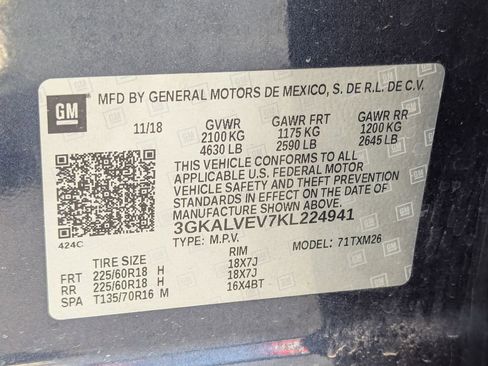 GM
MFD BY GENERAL MOTORS DE MEXICO, S. DE R.L. DE C.V.
11/18 GVWR GAWR FRT GAWR RR
2100 KG 1175 KG 1200 KG
4630 LB 2590 LB 2645 LB
THIS VEHICLE CONFORMS TO ALL
APPLICABLE U.S. FEDERAL MOTOR
VEHICLE SAFETY AND THEFT PREVENTION
STANDARDS IN EFFECT ON THE DATE OF
MANUFACTURE SHOWN ABOVE.
3GKALVEV7KL224941
424C TYPE: M.P.V. MODEL: 71TXM26
TIRE SIZE RIM
FRT 225/60R18 H 18X7J
RR 225/60R18 H 18X7J
SPA T135/70R16 M 16X4BT